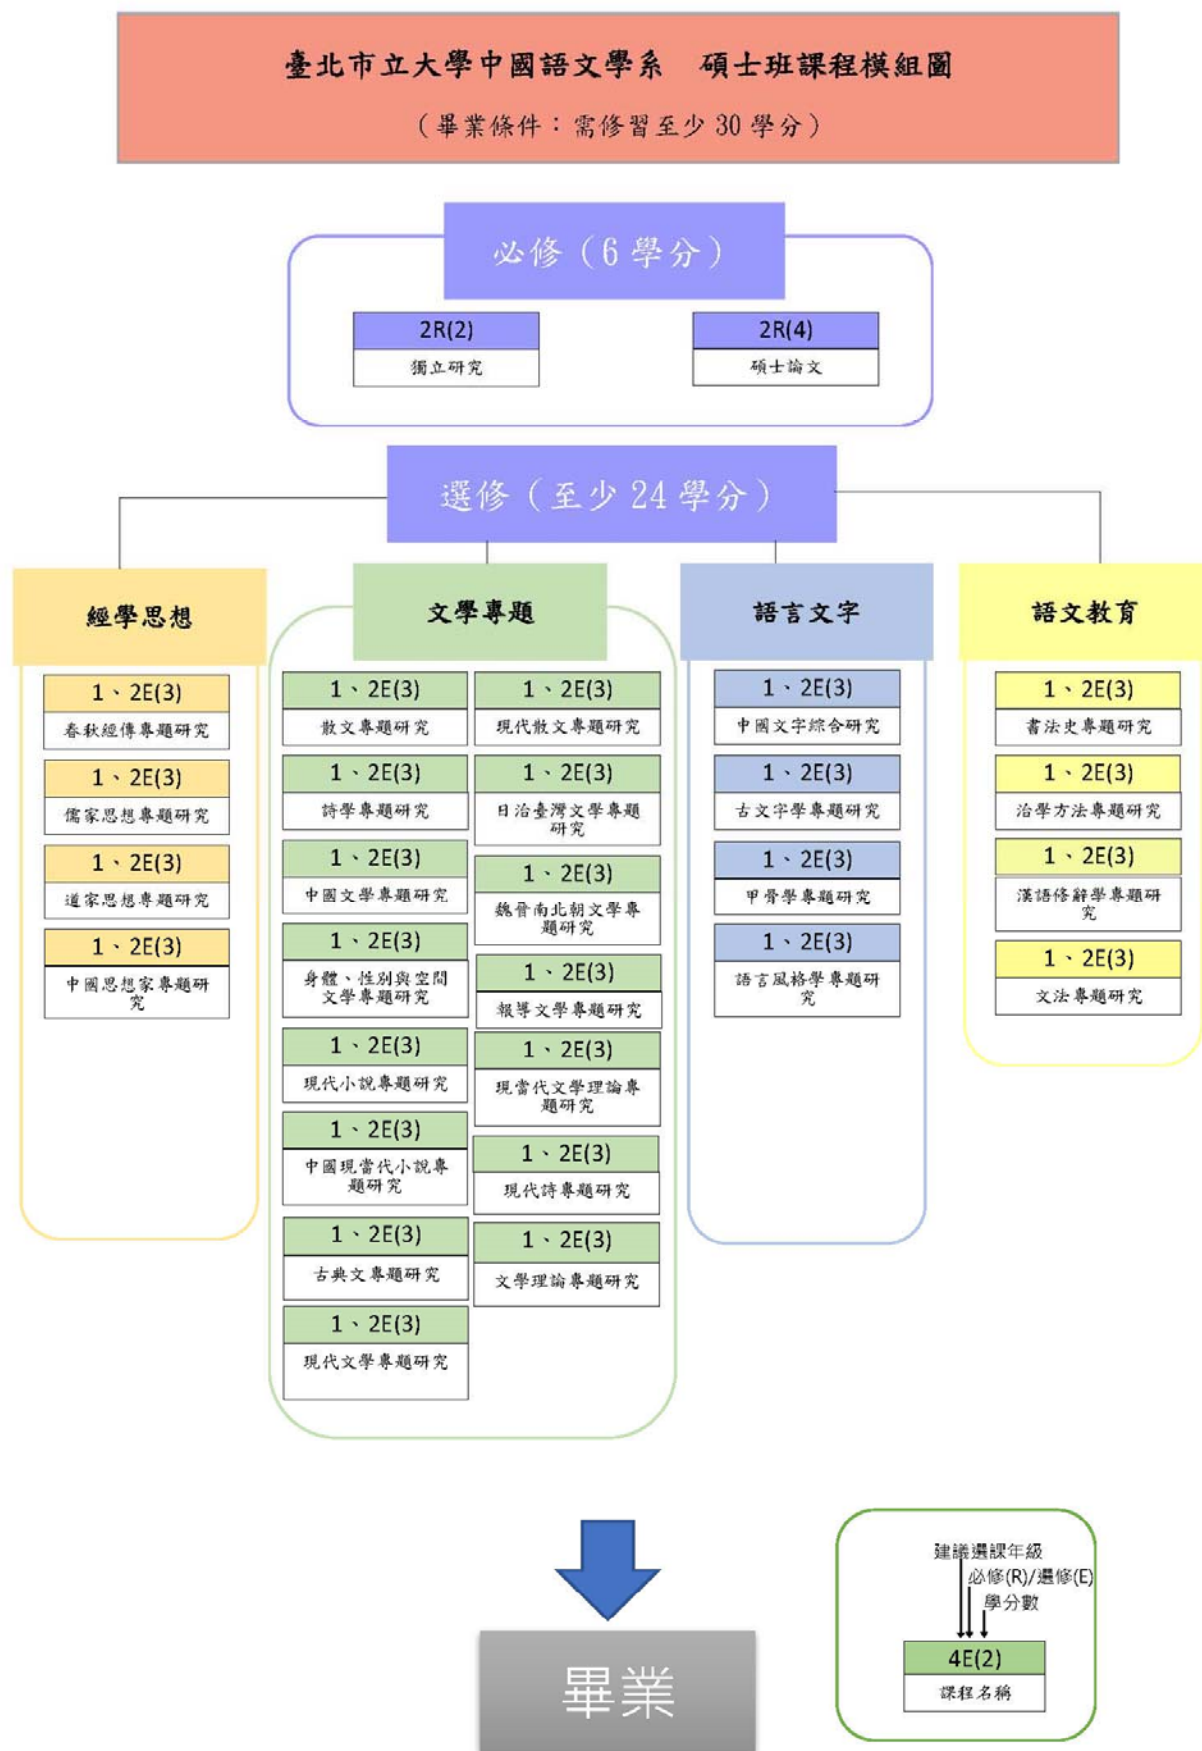 臺北市立大學中國語文學系　碩士班課程模組圖
（畢業條件：需修習至少 30 學分）
必修（6 學分）
2R(2)
獨立研究
2R(4)
碩士論文
選修（至少 24 學分）
經學思想
1、2E(3)
春秋經傳專題研究
1、2E(3)
儒家思想專題研究
1、2E(3)
道家思想專題研究
1、2E(3)
中國思想家專題研
究
文學專題
1、2E(3)
散文專題研究
1、2E(3)
詩學專題研究
1、2E(3)
中國文學專題研究
1、2E(3)
身體、性別與空間
文學專題研究
1、2E(3)
現代小說專題研究
1、2E(3)
中國現當代小說專
題研究
1、2E(3)
古典文專題研究
1、2E(3)
現代文學專題研究
1、2E(3)
現代散文專題研究
1、2E(3)
日治臺灣文學專題
研究
1、2E(3)
魏晉南北朝文學專
題研究
1、2E(3)
報導文學專題研究
1、2E(3)
現當代文學理論專
題研究
1、2E(3)
現代詩專題研究
1、2E(3)
文學理論專題研究
語言文字
1、2E(3)
中國文字綜合研究
1、2E(3)
古文字學專題研究
1、2E(3)
甲骨學專題研究
1、2E(3)
語言風格學專題研
究
語文教育
1、2E(3)
書法史專題研究
1、2E(3)
治學方法專題研究
1、2E(3)
漢語修辭學專題研
究
1、2E(3)
文法專題研究
畢業
建議選課年級
必修(R)/選修(E)
學分數
4E(2)
課程名稱